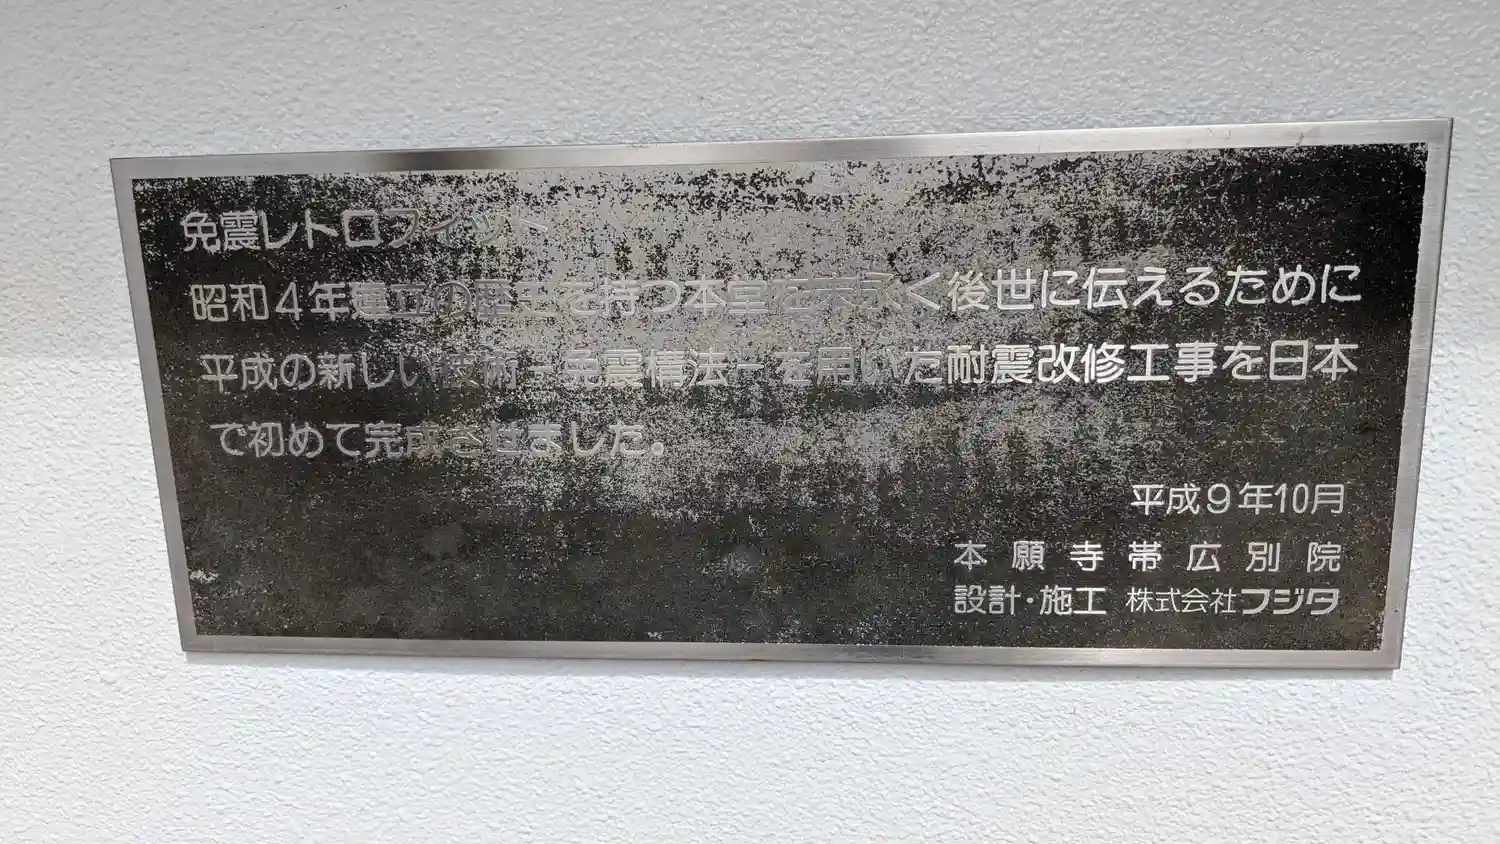 免震レトロフィット
昭和4年建立の歴史を持つ本堂を末永く後世に伝えるために
平成の新しい技術-免震構法-を用いた耐震改修工事を日本
で初めて完成させました。
平成9年10月
本願寺帯広別院
設計・施工 株式会社フジタ